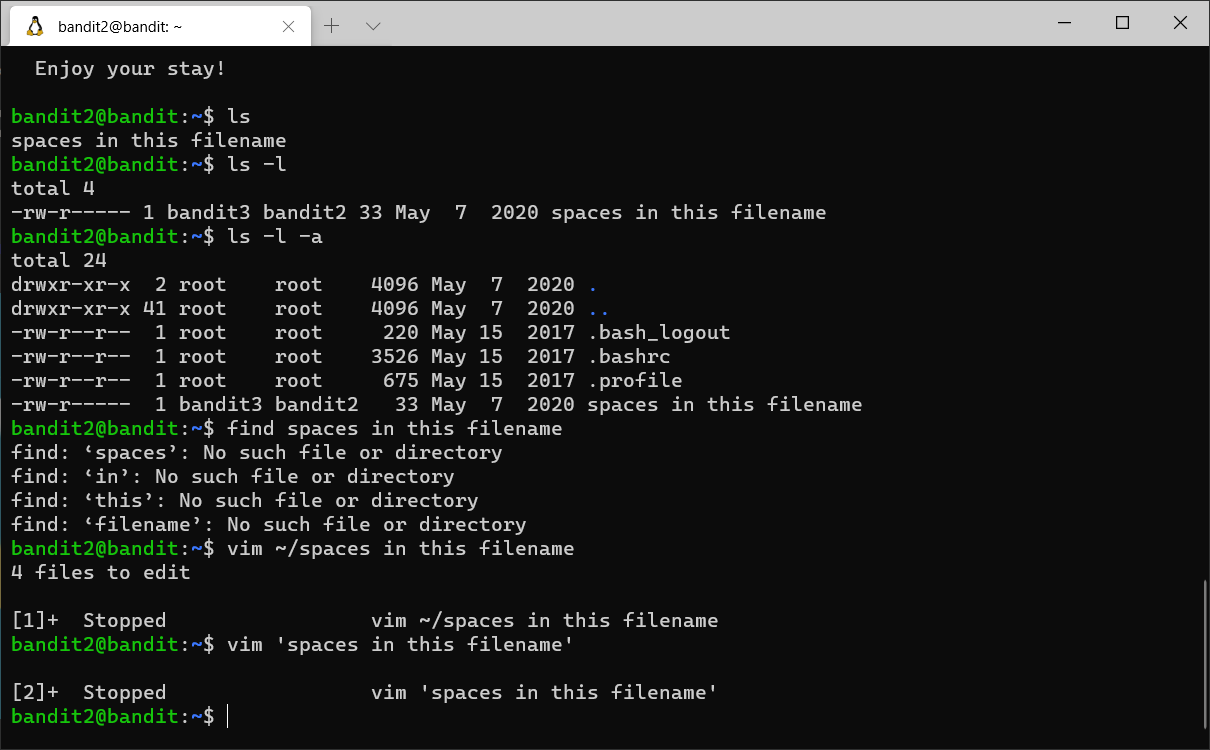 bandit2@bandit: ~
Enjoy your stay!
bandit2@bandit:~$ ls
spaces in this filename
bandit2@bandit:~$ ls -l
total 4
-rw-r----- 1 bandit3 bandit2 33 May  7  2020 spaces in this filename
bandit2@bandit:~$ ls -l -a
total 24
drwxr-xr-x  2 root    root    4096 May  7  2020 .
drwxr-xr-x 41 root    root    4096 May  7  2020 ..
-rw-r--r--  1 root    root     220 May 15  2017 .bash_logout
-rw-r--r--  1 root    root    3526 May 15  2017 .bashrc
-rw-r--r--  1 root    root     675 May 15  2017 .profile
-rw-r-----  1 bandit3 bandit2   33 May  7  2020 spaces in this filename
bandit2@bandit:~$ find spaces in this filename
find: ‘spaces’: No such file or directory
find: ‘in’: No such file or directory
find: ‘this’: No such file or directory
find: ‘filename’: No such file or directory
bandit2@bandit:~$ vim ~/spaces in this filename
4 files to edit
[1]+  Stopped                 vim ~/spaces in this filename
bandit2@bandit:~$ vim 'spaces in this filename'
[2]+  Stopped                 vim 'spaces in this filename'
bandit2@bandit:~$